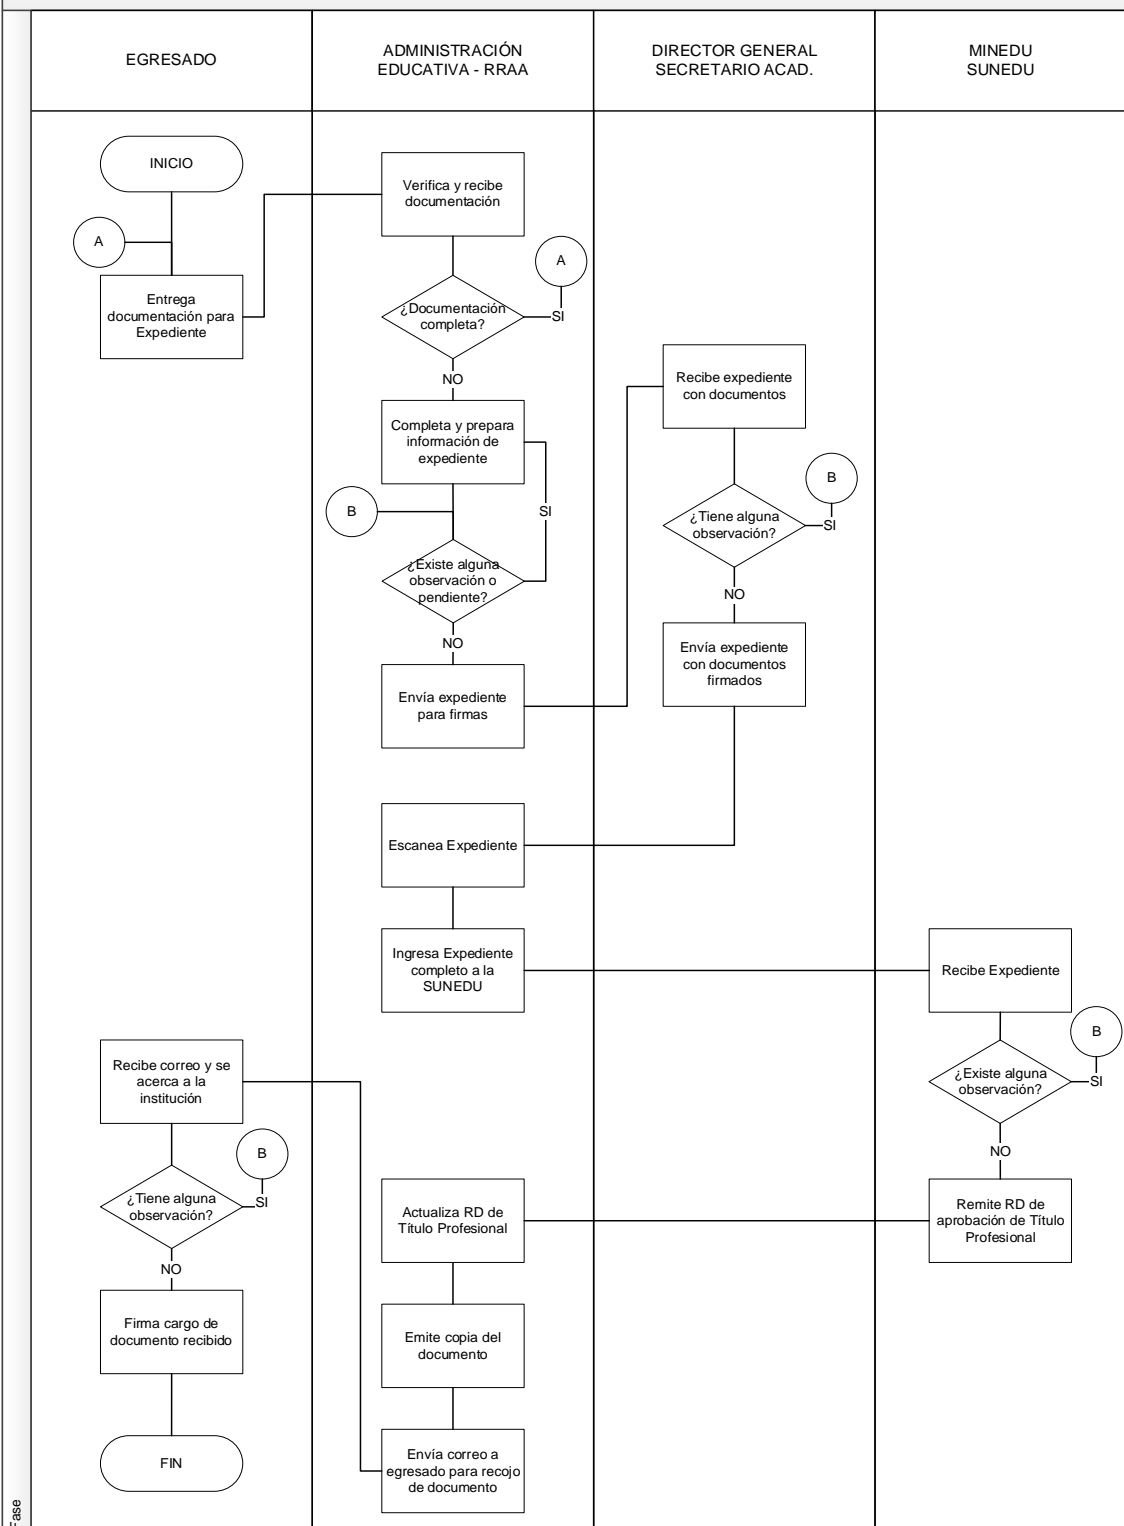 EGRESADO
ADMINISTRACIÓN
EDUCATIVA - RRAA
DIRECTOR GENERAL
SECRETARIO ACAD.
MINEDU
SUNEDU
INICIO
A
Entrega
documentación para
Expediente
Verifica y recibe
documentación
A
¿Documentación
completa?
SI
NO
Completa y prepara
información de
expediente
SI
B
¿Existe alguna
observación o
pendiente?
NO
Envía expediente
para firmas
Recibe expediente
con documentos
B
¿Tiene alguna
observación?
SI
NO
Envía expediente
con documentos
firmados
Escanea Expediente
Ingresa Expediente
completo a la
SUNEDU
Recibe Expediente
B
¿Existe alguna
observación?
SI
NO
Remite RD de
aprobación de Título
Profesional
Actualiza RD de
Título Profesional
Emite copia del
documento
Envía correo a
egresado para recojo
de documento
Recibe correo y se
acerca a la
institución
B
¿Tiene alguna
observación?
SI
NO
Firma cargo de
documento recibido
FIN
Fase